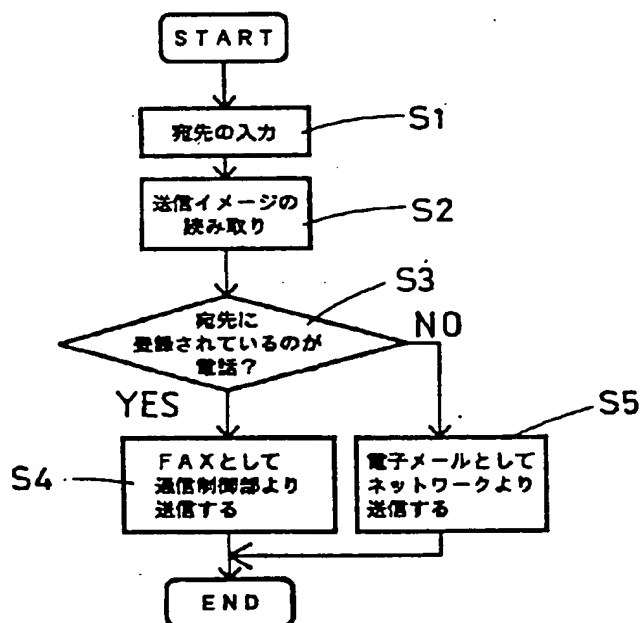 START
宛先の入力
S1
送信イメージの
読み取り
S2
S3
宛先に
登録されているのが
電話？
NO
YES
S5
S4
FAXとして
通信制御部より
送信する
電子メールとして
ネットワークより
送信する
END